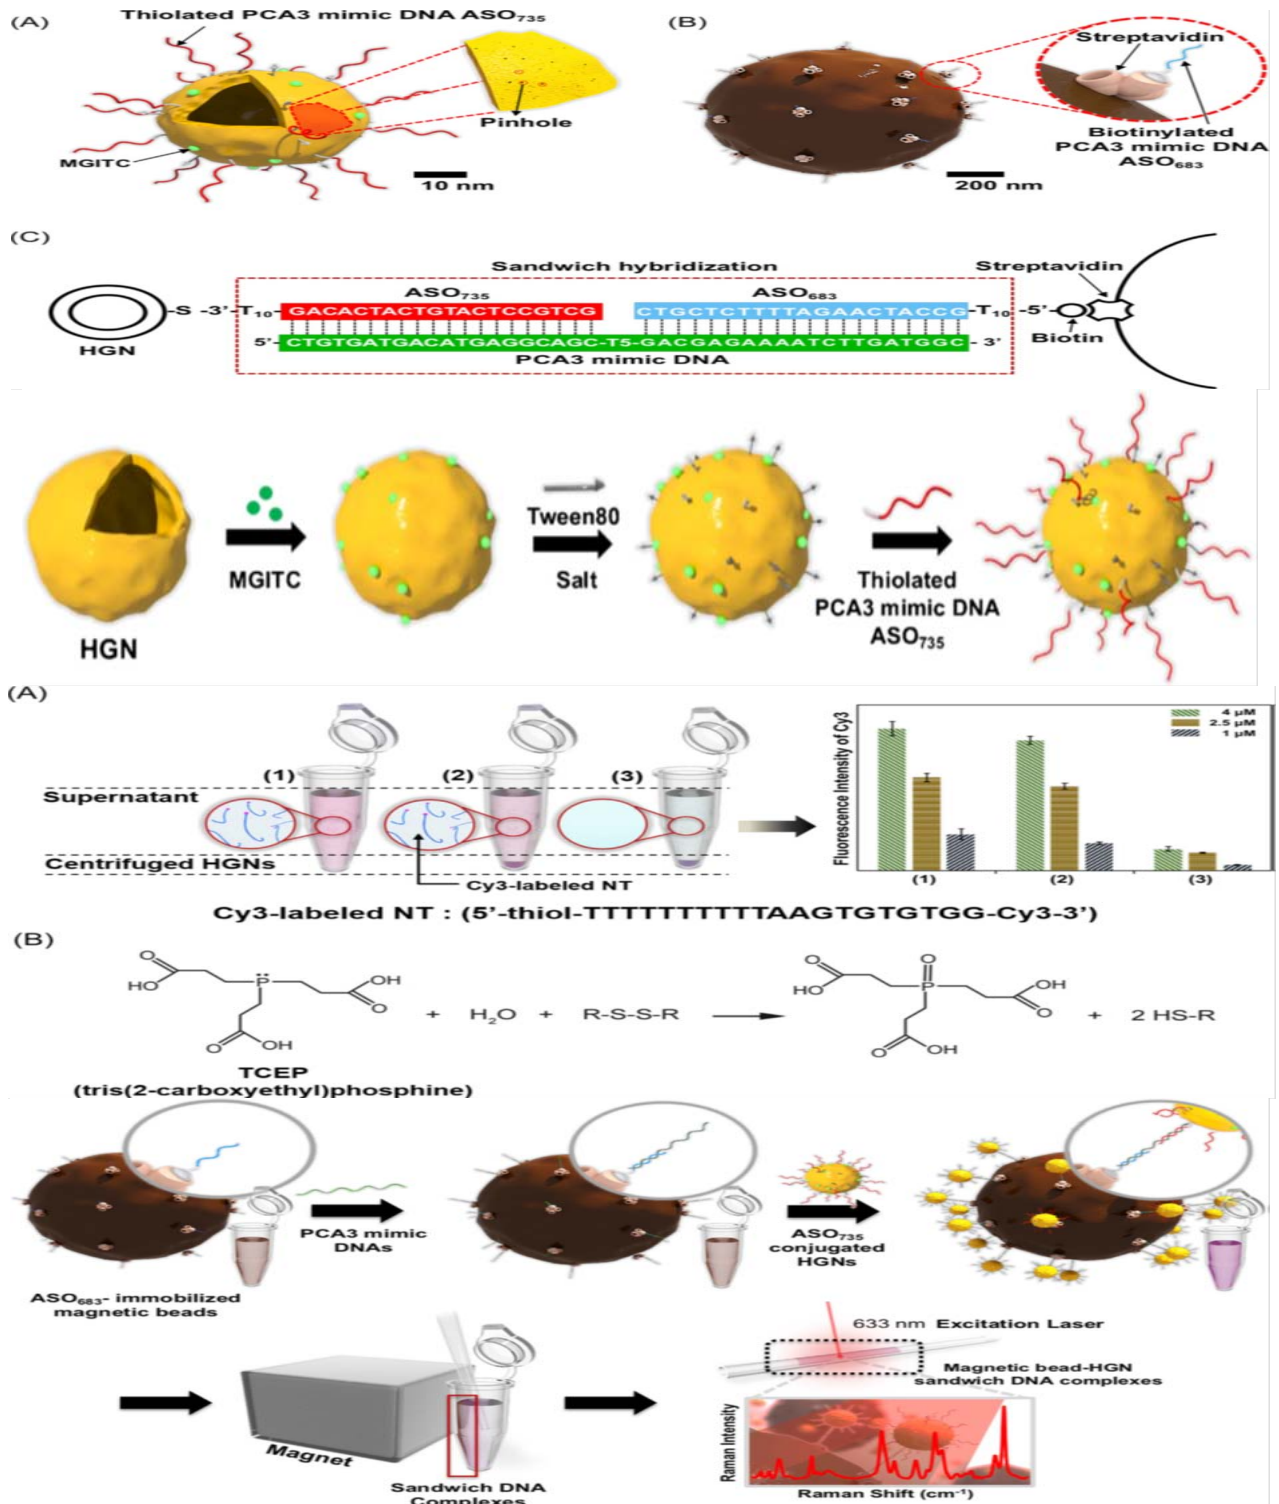 (A)
Thiolated PCA3 mimic DNA ASO735
Pinhole
MGITC
10 nm
(B)
Streptavidin
Biotinylated
PCA3 mimic DNA
ASO683
200 nm
(C)
Sandwich hybridization
Streptavidin
ASO735
ASO683
-S -3'-T10-GACACTACTGTACTCCGTCG
CTGCTCTTTTAGAACTACCG-T10 -5'-
5'-CTGTGATGACATGAGGCAGC-T5-GACGAGAAAATCTTGATGGC- 3'
HGN
Biotin
PCA3 mimic DNA
HGN
MGITC
Tween80
Salt
Thiolated
PCA3 mimic DNA
ASO735
(A)
(1)
(2)
(3)
Supernatant
Centrifuged HGNs
Cy3-labeled NT
Fluorescence Intensity of Cy3
4 µM
2.5 µM
1 µM
(1)
(2)
(3)
Cy3-labeled NT : (5'-thiol-TTTTTTTTTTAAGTGTGTGG-Cy3-3')
(B)
O
HO
P
OH
O
O
OH
+ H2O + R-S-S-R
O
O
HO
P
OH
O
O
OH
+ 2 HS-R
TCEP
(tris(2-carboxyethyl)phosphine)
PCA3 mimic
DNAs
ASO735
conjugated
HGNs
ASO683- immobilized
magnetic beads
Magnet
Sandwich DNA
Complexes
633 nm Excitation Laser
Magnetic bead-HGN
sandwich DNA complexes
Raman Intensity
Raman Shift (cm-1)